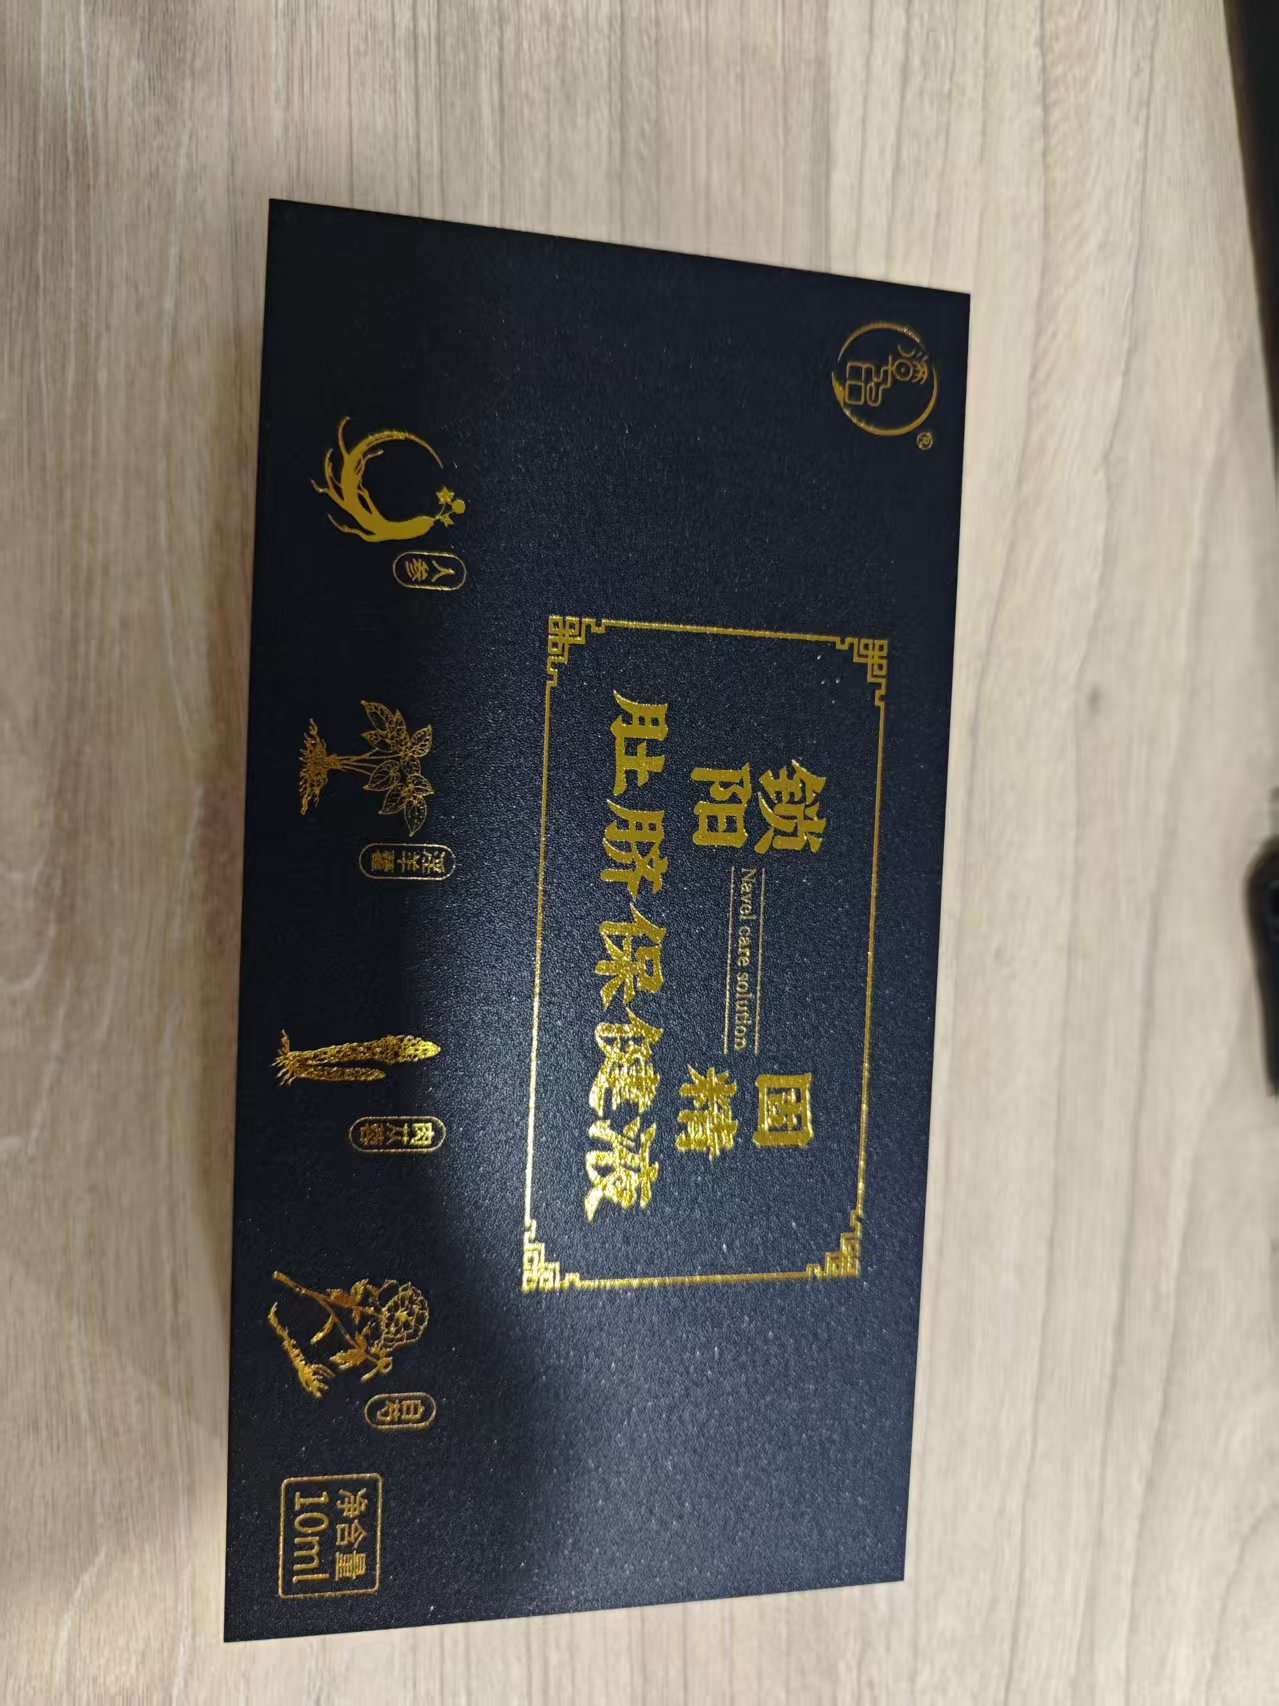 ®
锁阳
固精
Navel care solution
肚脐保健液
人参
淫羊藿
肉苁蓉
白芍
净含量
10ml